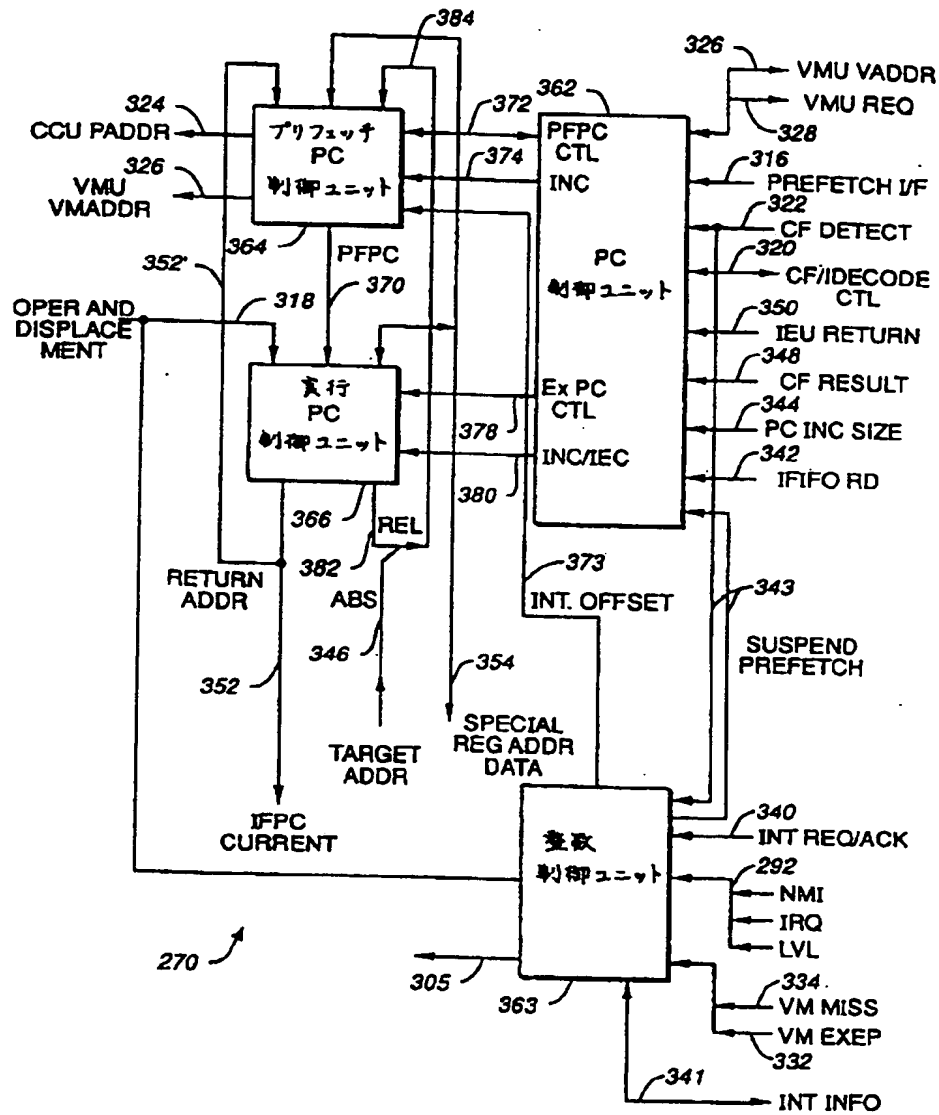 384
326
VMU VADDR
VMU REQ
328
362
324
CCU PADDR
プリフェッチ
PC
制御ユニット
372
PFPC
CTL
374
INC
316
PREFETCH I/F
326
VMU
VMADDR
322
CF DETECT
364
PFPC
320
CF/IDECODE
CTL
352'
370
PC
制御ユニット
318
OPERAND
DISPLACE
MENT
350
IEU RETURN
実行
PC
制御ユニット
Ex PC
CTL
348
CF RESULT
378
344
PC INC SIZE
INC/IEC
380
342
IFIFO RD
366
REL
382
373
RETURN
ADDR
ABS
INT. OFFSET
343
346
SUSPEND
PREFETCH
352
354
TARGET
ADDR
SPECIAL
REG ADDR
DATA
IFPC
CURRENT
340
INT REQ/ACK
整数
制御ユニット
292
NMI
IRQ
LVL
270
305
363
334
VM MISS
VM EXEP
332
341
INT INFO